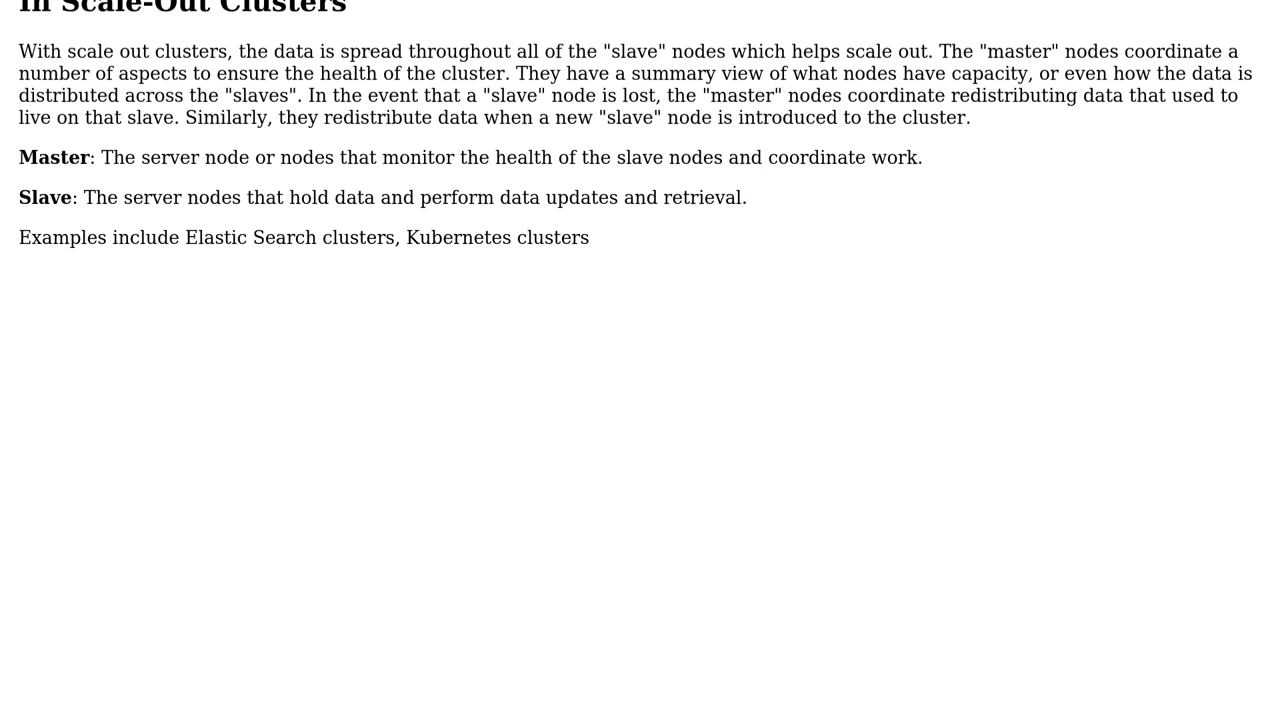 In Scale-Out Clusters
With scale out clusters, the data is spread throughout all of the "slave" nodes which helps scale out. The "master" nodes coordinate a
number of aspects to ensure the health of the cluster. They have a summary view of what nodes have capacity, or even how the data is
distributed across the "slaves". In the event that a "slave" node is lost, the "master" nodes coordinate redistributing data that used to
live on that slave. Similarly, they redistribute data when a new "slave" node is introduced to the cluster.
Master: The server node or nodes that monitor the health of the slave nodes and coordinate work.
Slave: The server nodes that hold data and perform data updates and retrieval.
Examples include Elastic Search clusters, Kubernetes clusters